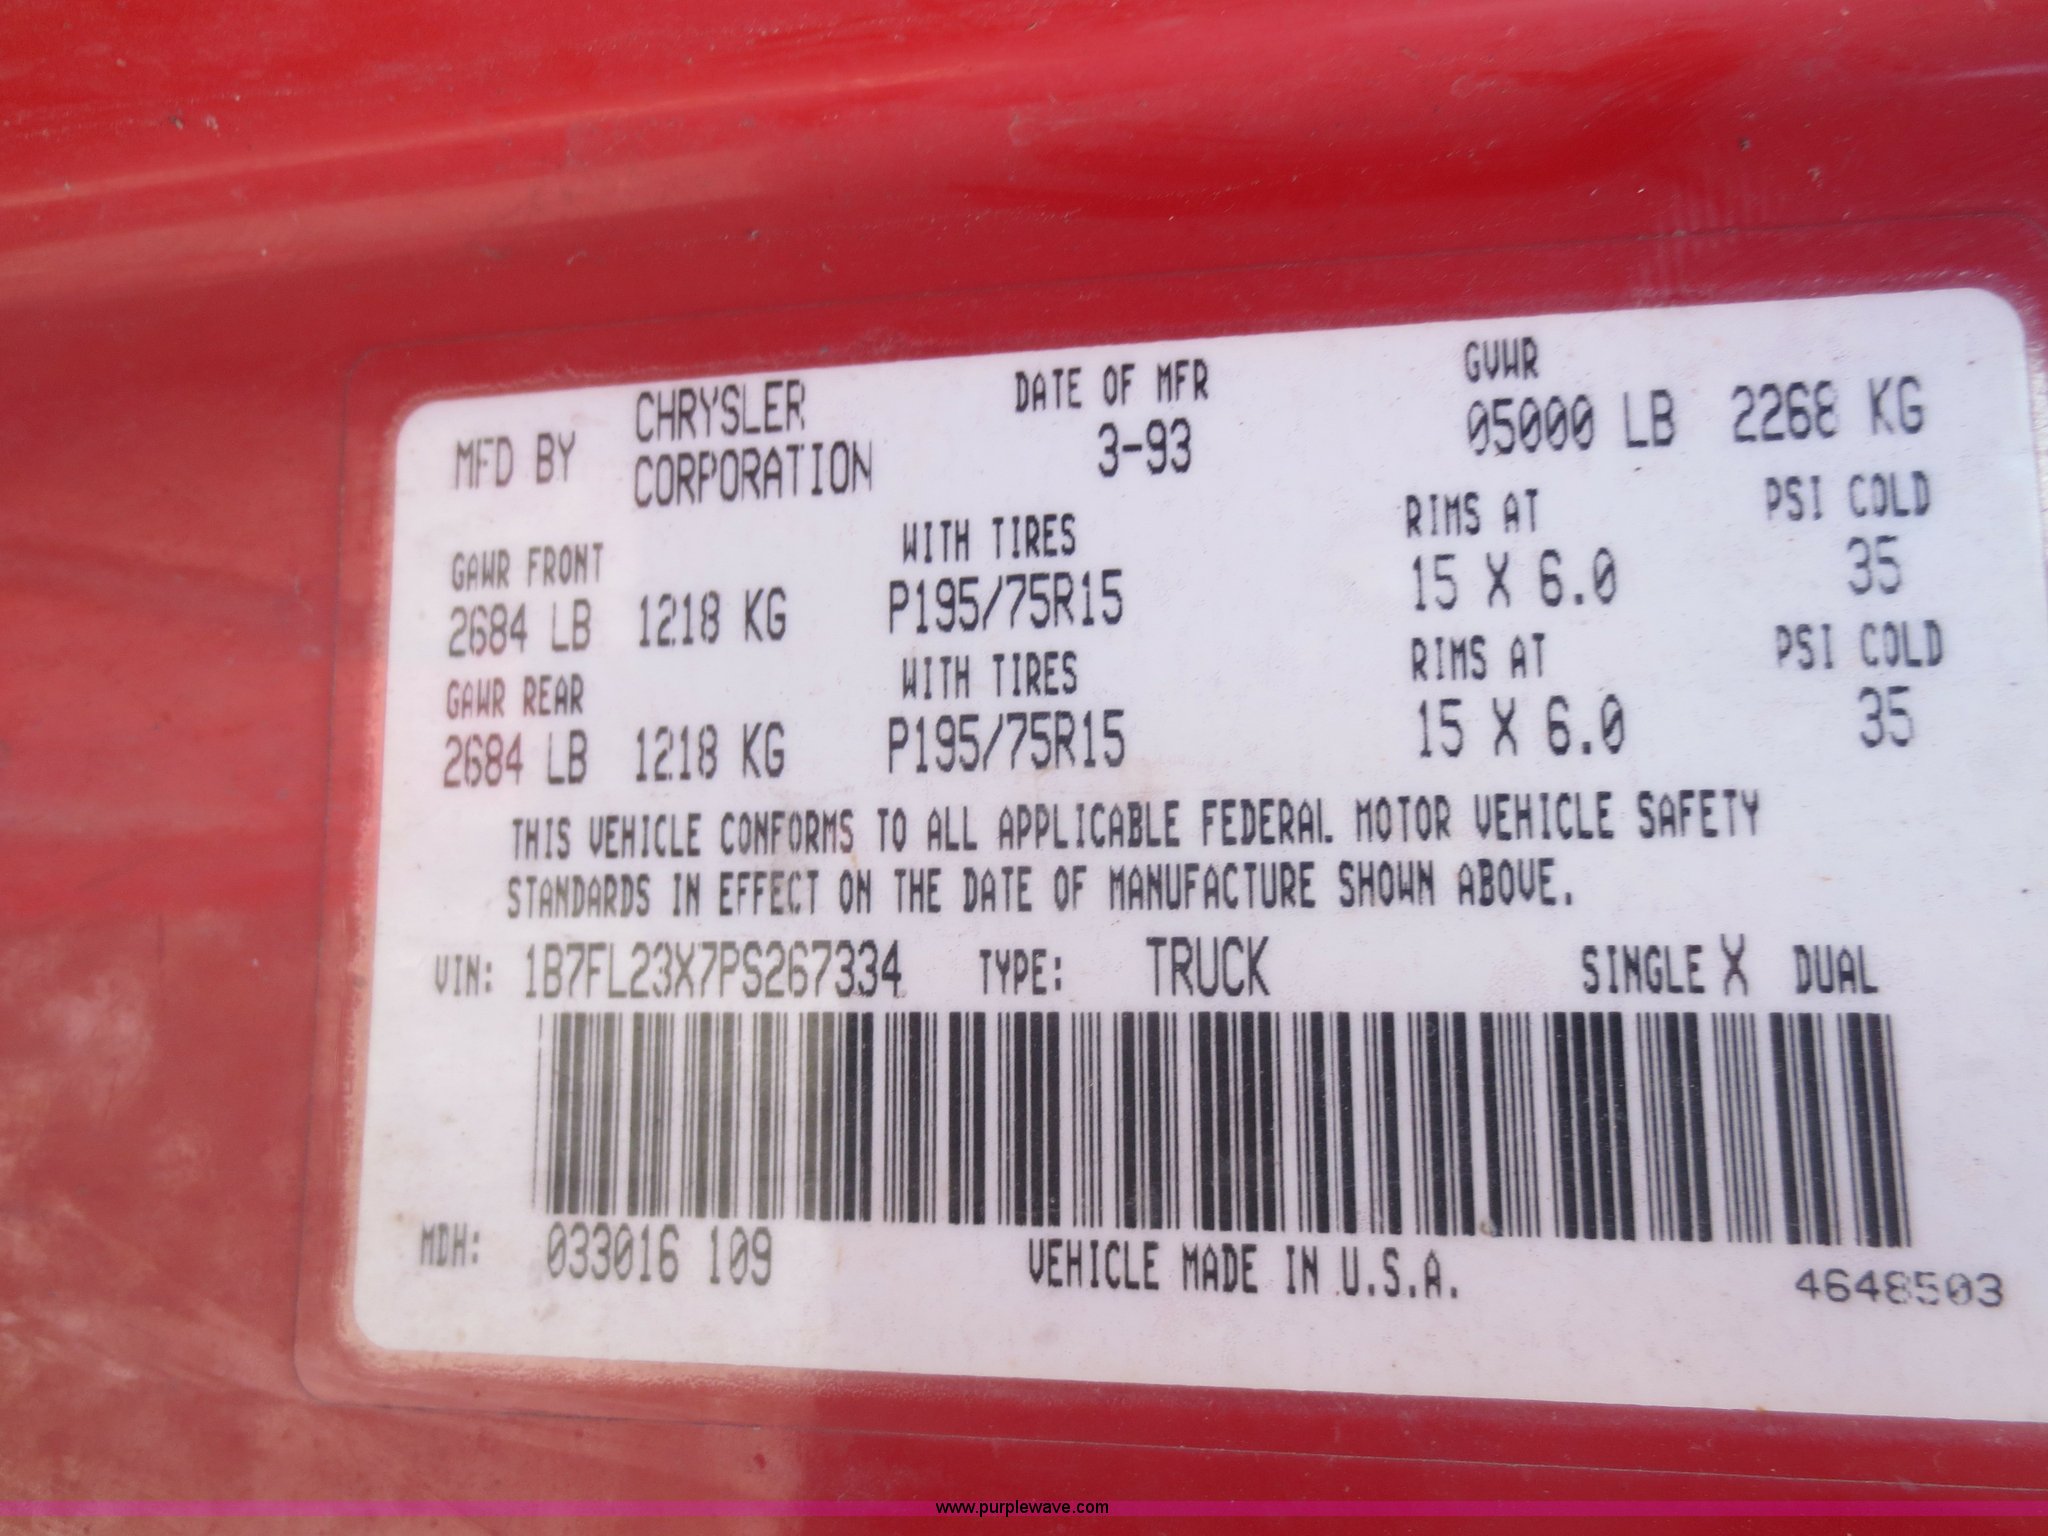 MFD BY CHRYSLER CORPORATION
DATE OF MFR
3-93
GVWR
05000 LB 2268 KG
GAWR FRONT WITH TIRES RIMS AT PSI COLD
2684 LB 1218 KG P195/75R15 15 X 6.0 35
GAWR REAR WITH TIRES RIMS AT PSI COLD
2684 LB 1218 KG P195/75R15 15 X 6.0 35
THIS VEHICLE CONFORMS TO ALL APPLICABLE FEDERAL MOTOR VEHICLE SAFETY
STANDARDS IN EFFECT ON THE DATE OF MANUFACTURE SHOWN ABOVE.
VIN: 1B7FL23X7PS267334 TYPE: TRUCK SINGLE X DUAL
MDH: 033016 109 VEHICLE MADE IN U.S.A. 4648503
www.purplewave.com